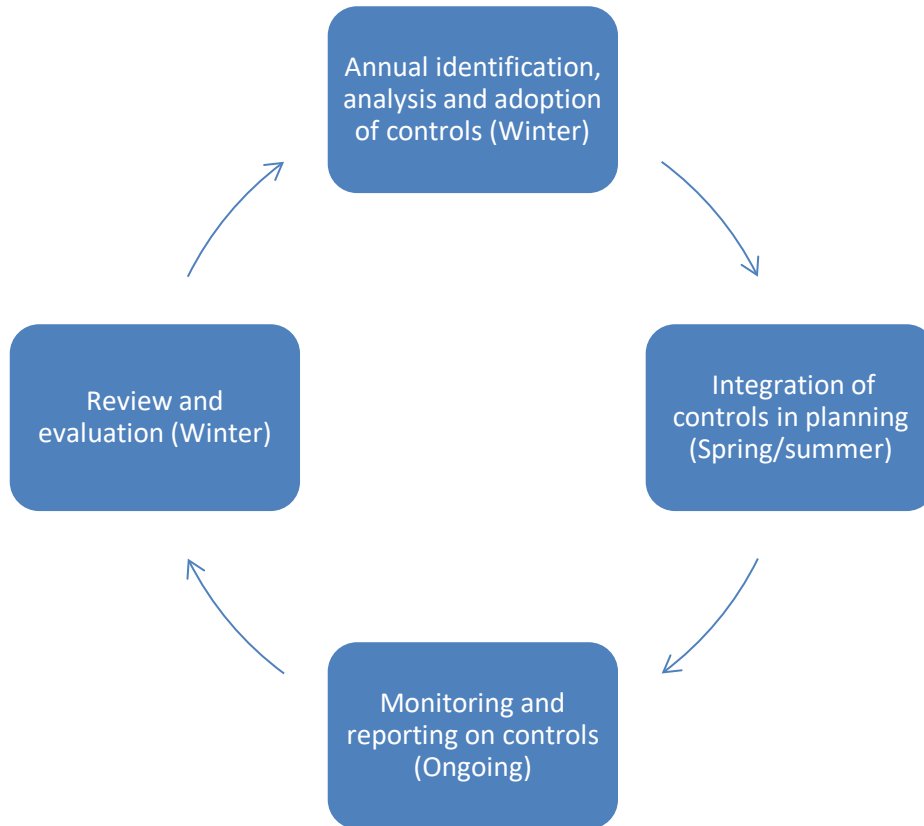 Annual identification,
analysis and adoption
of controls (Winter)
Integration of
controls in planning
(Spring/summer)
Monitoring and
reporting on controls
(Ongoing)
Review and
evaluation (Winter)